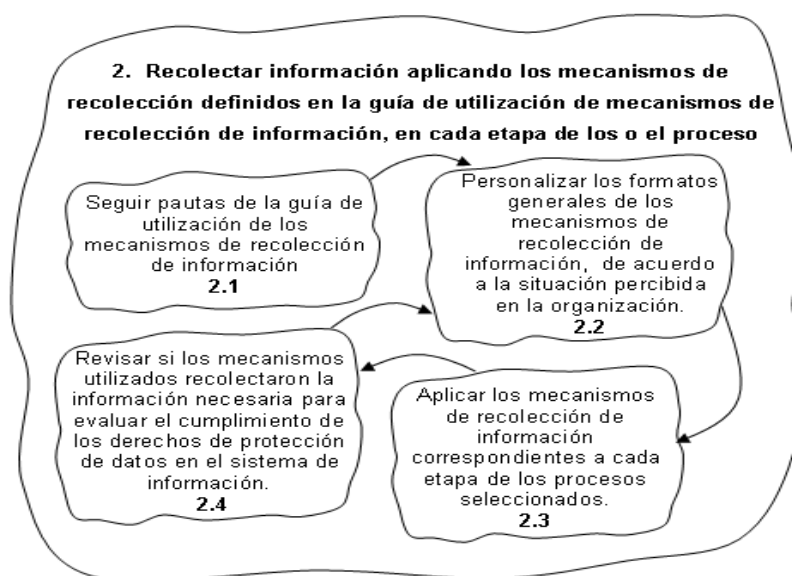 2. Recolectar información aplicando los mecanismos de
recolección definidos en la guía de utilización de mecanismos de
recolección de información, en cada etapa de los o el proceso
Seguir pautas de la guía de
utilización de los
mecanismos de recolección
de información
2.1
Personalizar los formatos
generales de los
mecanismos de
recolección de
información, de acuerdo
a la situación percibida
en la organización.
2.2
Revisar si los mecanismos
utilizados recolectaron la
información necesaria para
evaluar el cumplimiento de
los derechos de protección
de datos en el sistema de
información.
2.4
Aplicar los mecanismos
de recolección de
información
correspondientes a cada
etapa de los procesos
seleccionados.
2.3